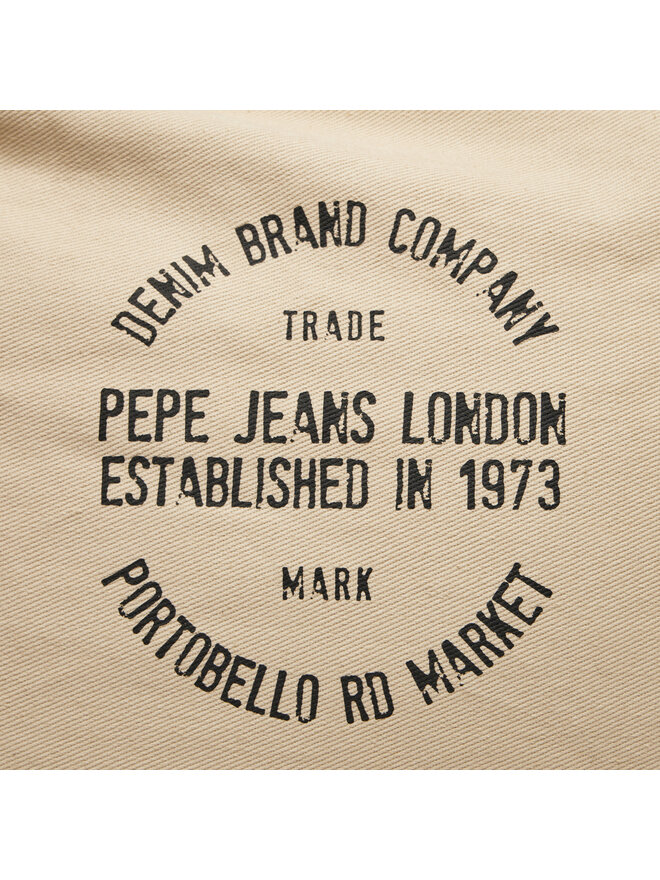 DENIM BRAND COMPANY
TRADE
PEPE JEANS LONDON
ESTABLISHED IN 1973
MARK
PORTOBELLO RD MARKET